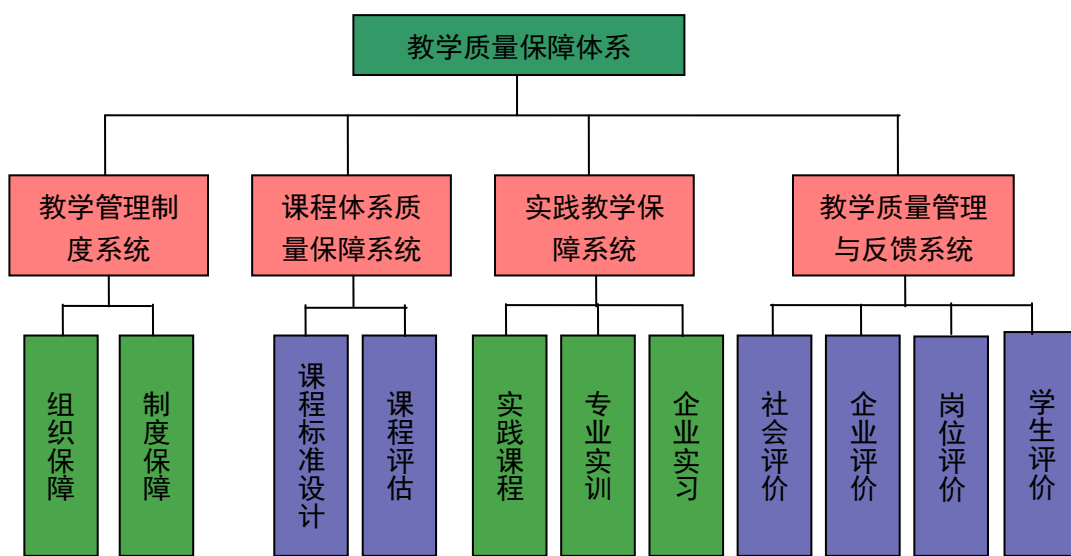 教学质量保障体系
教学管理制
度系统
课程体系质
量保障系统
实践教学保
障系统
教学质量管理
与反馈系统
组织保障
制度保障
课程标准设计
课程评估
实践课程
专业实训
企业实习
社会评价
企业评价
岗位评价
学生评价